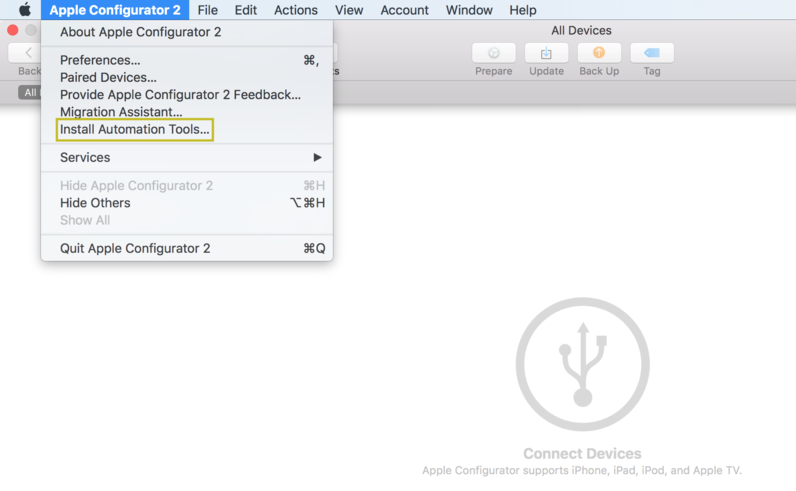 Apple Configurator 2 File Edit Actions View Account Window Help
All Devices
About Apple Configurator 2
Preferences... ⌘,
Paired Devices...
Provide Apple Configurator 2 Feedback...
Migration Assistant...
Install Automation Tools...
Services
Hide Apple Configurator 2 ⌘H
Hide Others ⌥⌘H
Show All
Quit Apple Configurator 2 ⌘Q
Back
Prepare Update Back Up Tag
All
Connect Devices
Apple Configurator supports iPhone, iPad, iPod, and Apple TV.